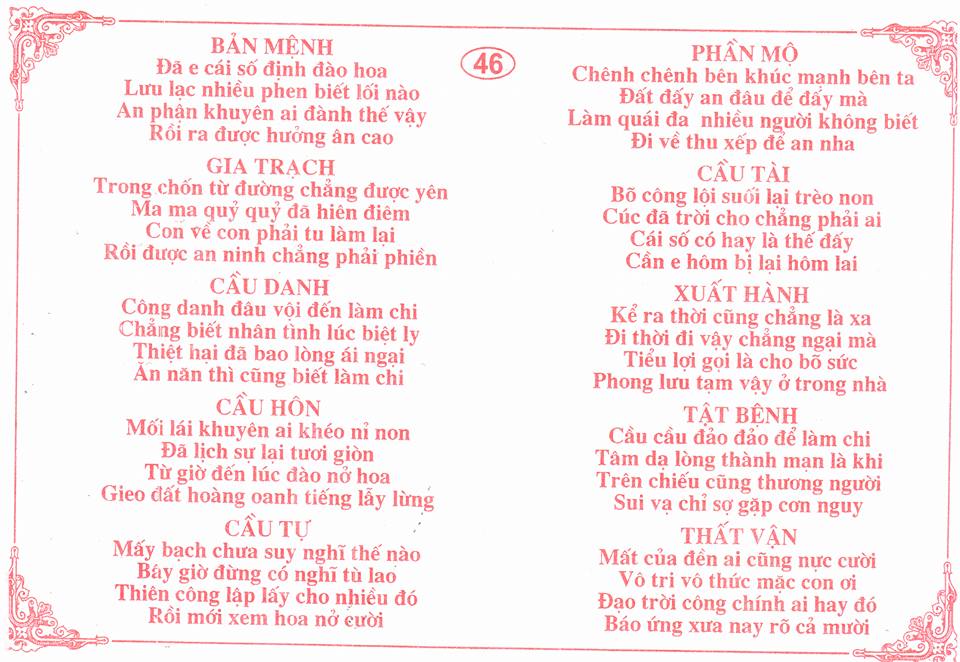 46
BẢN MỆNH
Đã e cái số định đào hoa
Lưu lạc nhiều phen biết lối nào
An phận khuyên ai đành thế vậy
Rồi ra được hưởng ân cao
GIA TRẠCH
Trong chốn từ đường chẳng được yên
Ma ma quỷ quỷ đã hiên điêm
Con về con phải tu làm lại
Rồi được an ninh chẳng phải phiền
CẦU DANH
Công danh đâu vội đến làm chi
Chẳng biết nhân tình lúc biệt ly
Thiệt hại đã bao lòng ái ngại
Ăn năn thì cũng biết làm chi
CẦU HÔN
Mối lái khuyên ai khéo nỉ non
Đã lịch sự lại tươi giòn
Từ giờ đến lúc đào nở hoa
Gieo đất hoàng oanh tiếng lẫy lừng
CẦU TỰ
Mấy bạch chưa suy nghĩ thế nào
Bây giờ đừng có nghĩ tù lao
Thiên công lập lấy cho nhiều đó
Rồi mới xem hoa nở cười
PHẦN MỘ
Chênh chênh bên khúc mạnh bên ta
Đất đấy an đâu để đấy mà
Làm quái đa nhiều người không biết
Đi về thu xếp để an nha
CẦU TÀI
Bõ công lội suối lại trèo non
Cúc đã trời cho chẳng phải ai
Cái số có hay là thế đấy
Cần e hôm bị lại hôm lai
XUẤT HÀNH
Kể ra thời cũng chẳng là xa
Đi thời đi vậy chẳng ngại mà
Tiểu lợi gọi là cho bõ sức
Phong lưu tạm vậy ở trong nhà
TẬT BỆNH
Cầu cầu đảo đảo để làm chi
Tâm dạ lòng thành mạn là khi
Trên chiếu cũng thương người
Sui vạ chỉ sợ gặp cơn nguy
THẤT VẬN
Mất của đền ai cũng nực cười
Vô tri vô thức mặc con ơi
Đạo trời công chính ai hay đó
Báo ứng xưa nay rõ cả mười